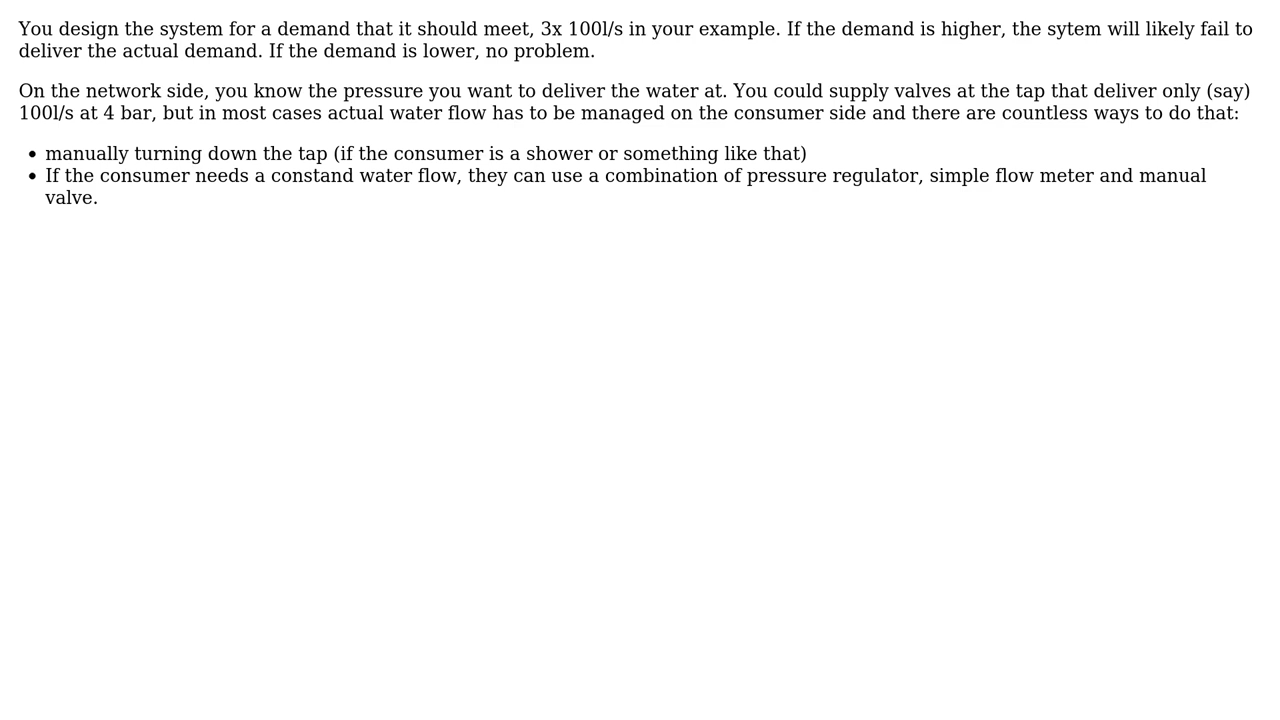 You design the system for a demand that it should meet, 3x 100l/s in your example. If the demand is higher, the sytem will likely fail to
deliver the actual demand. If the demand is lower, no problem.
On the network side, you know the pressure you want to deliver the water at. You could supply valves at the tap that deliver only (say)
100l/s at 4 bar, but in most cases actual water flow has to be managed on the consumer side and there are countless ways to do that:
• manually turning down the tap (if the consumer is a shower or something like that)
• If the consumer needs a constand water flow, they can use a combination of pressure regulator, simple flow meter and manual
valve.